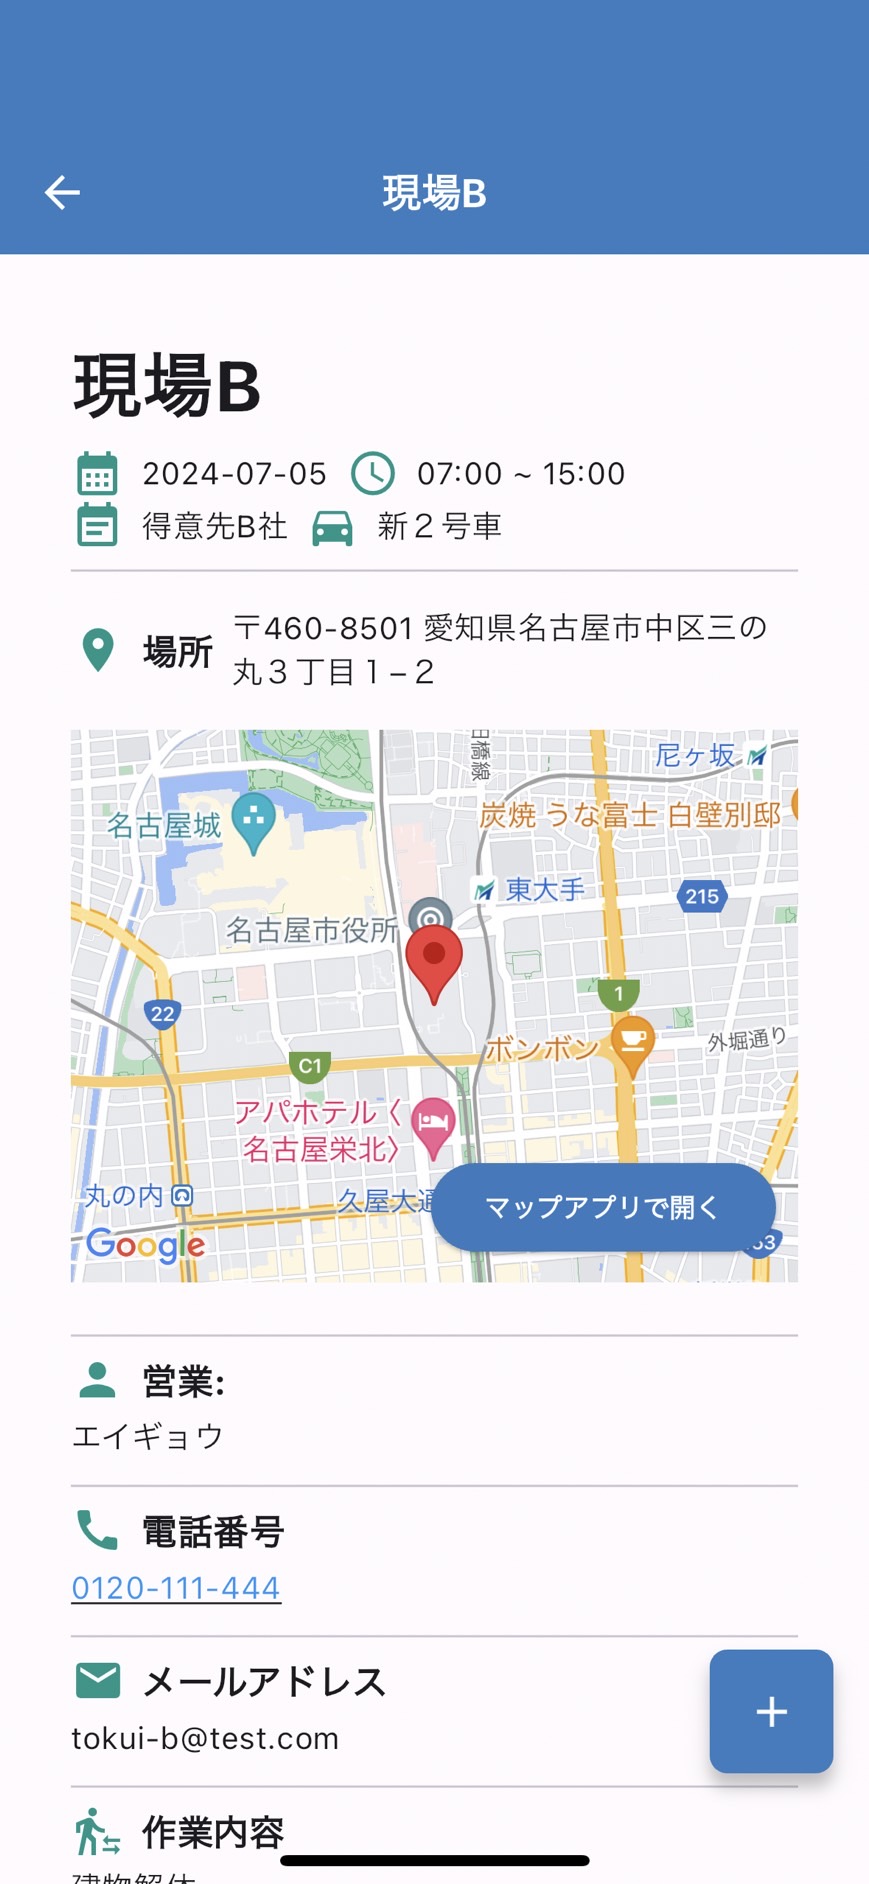 現場B
現場B
2024-07-05 07:00 ~ 15:00
得意先B社 新２号車
場所
〒460-8501 愛知県名古屋市中区三の
丸３丁目１−２
橋線
尼ヶ坂
名古屋城
炭焼 うな富士 白壁別邸
東大手
215
名古屋市役所
22
1
ボンボン
外堀通り
C1
アパホテル〈
名古屋栄北〉
丸の内
久屋大通
マップアプリで開く
Google
63
営業:
エイギョウ
電話番号
0120-111-444
メールアドレス
tokui-b@test.com
作業内容
建物解体